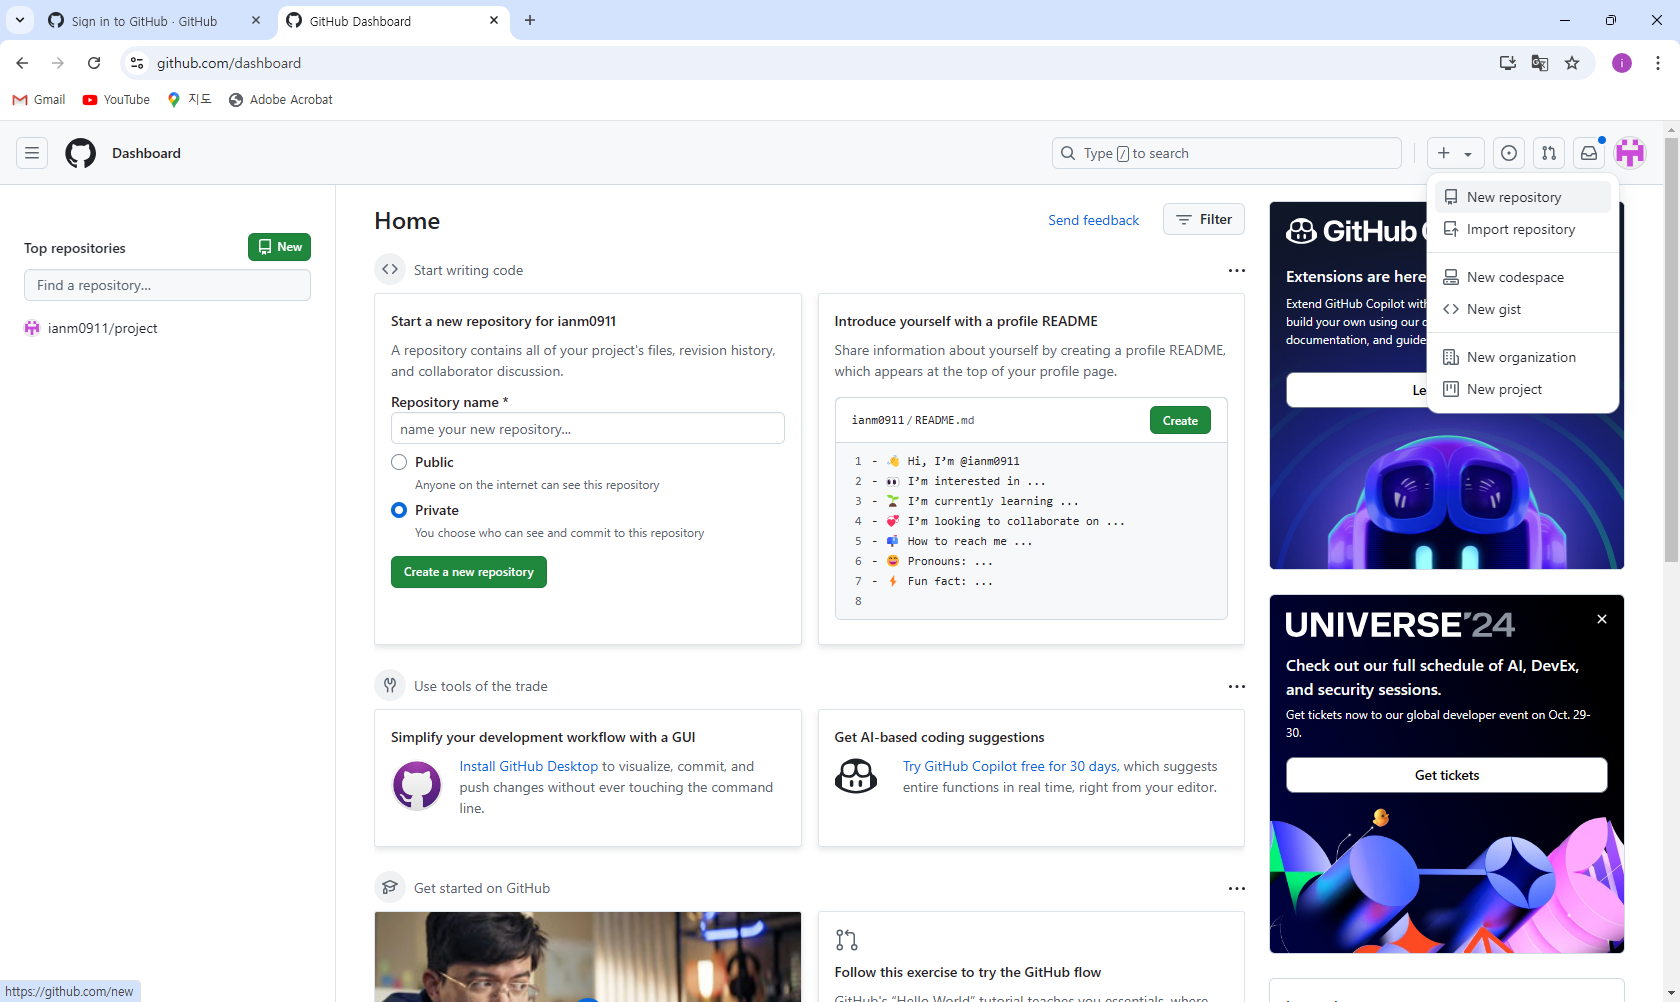 Sign in to GitHub · GitHub
GitHub Dashboard
github.com/dashboard
i
Gmail
YouTube
지도
Adobe Acrobat
Dashboard
Type / to search
New repository
Import repository
New codespace
New gist
New organization
New project
Top repositories
New
Find a repository...
ianm0911/project
Home
Send feedback
Filter
Start writing code
Start a new repository for ianm0911
A repository contains all of your project's files, revision history,
and collaborator discussion.
Repository name *
name your new repository...
Public
Anyone on the internet can see this repository
Private
You choose who can see and commit to this repository
Create a new repository
Introduce yourself with a profile README
Share information about yourself by creating a profile README,
which appears at the top of your profile page.
ianm0911 / README.md
Create
1 - 👋 Hi, I'm @ianm0911
2 - 👀 I'm interested in ...
3 - 🌱 I'm currently learning ...
4 - 💞️ I'm looking to collaborate on ...
5 - 📫 How to reach me ...
6 - 😄 Pronouns: ...
7 - ⚡ Fun fact: ...
8
Use tools of the trade
Simplify your development workflow with a GUI
Install GitHub Desktop to visualize, commit, and
push changes without ever touching the command
line.
Get AI-based coding suggestions
Try GitHub Copilot free for 30 days, which suggests
entire functions in real time, right from your editor.
Get started on GitHub
Follow this exercise to try the GitHub flow
GitHub's "Hello World" tutorial teaches you essentials, where
GitHub
Extensions are here
Extend GitHub Copilot with
build your own using our
documentation, and guide
Le
UNIVERSE'24
Check out our full schedule of AI, DevEx,
and security sessions.
Get tickets now to our global developer event on Oct. 29-
30.
Get tickets
https://github.com/new